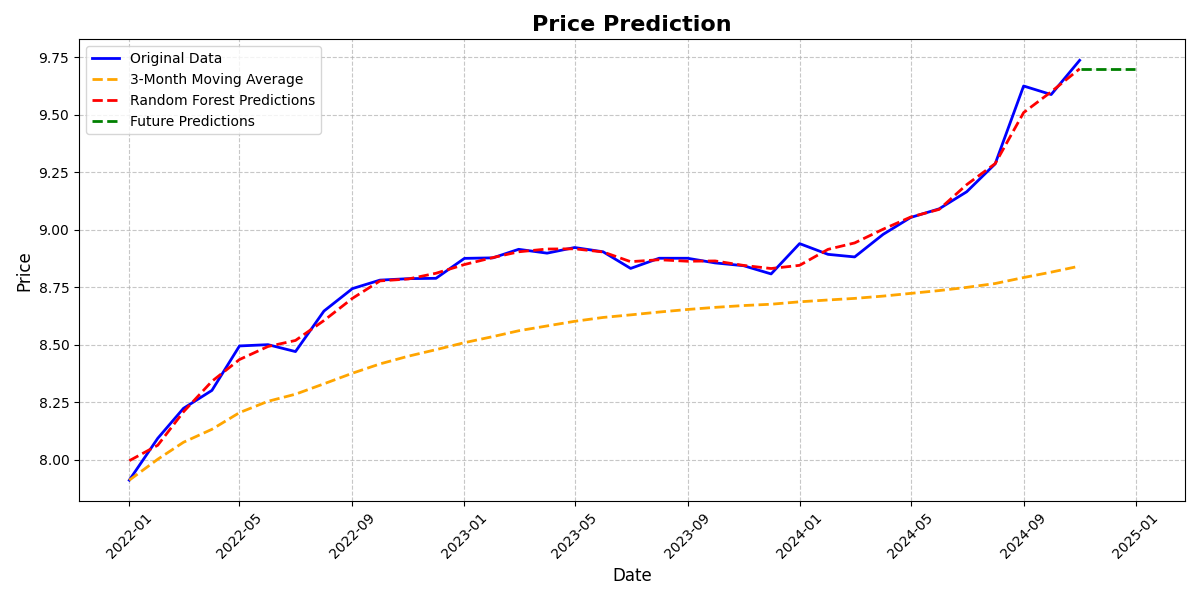 Price Prediction
Original Data
3-Month Moving Average
Random Forest Predictions
Future Predictions
9.75
9.50
9.25
9.00
8.75
8.50
8.25
8.00
Price
2022-01
2022-05
2022-09
2023-01
2023-05
2023-09
2024-01
2024-05
2024-09
2025-01
Date